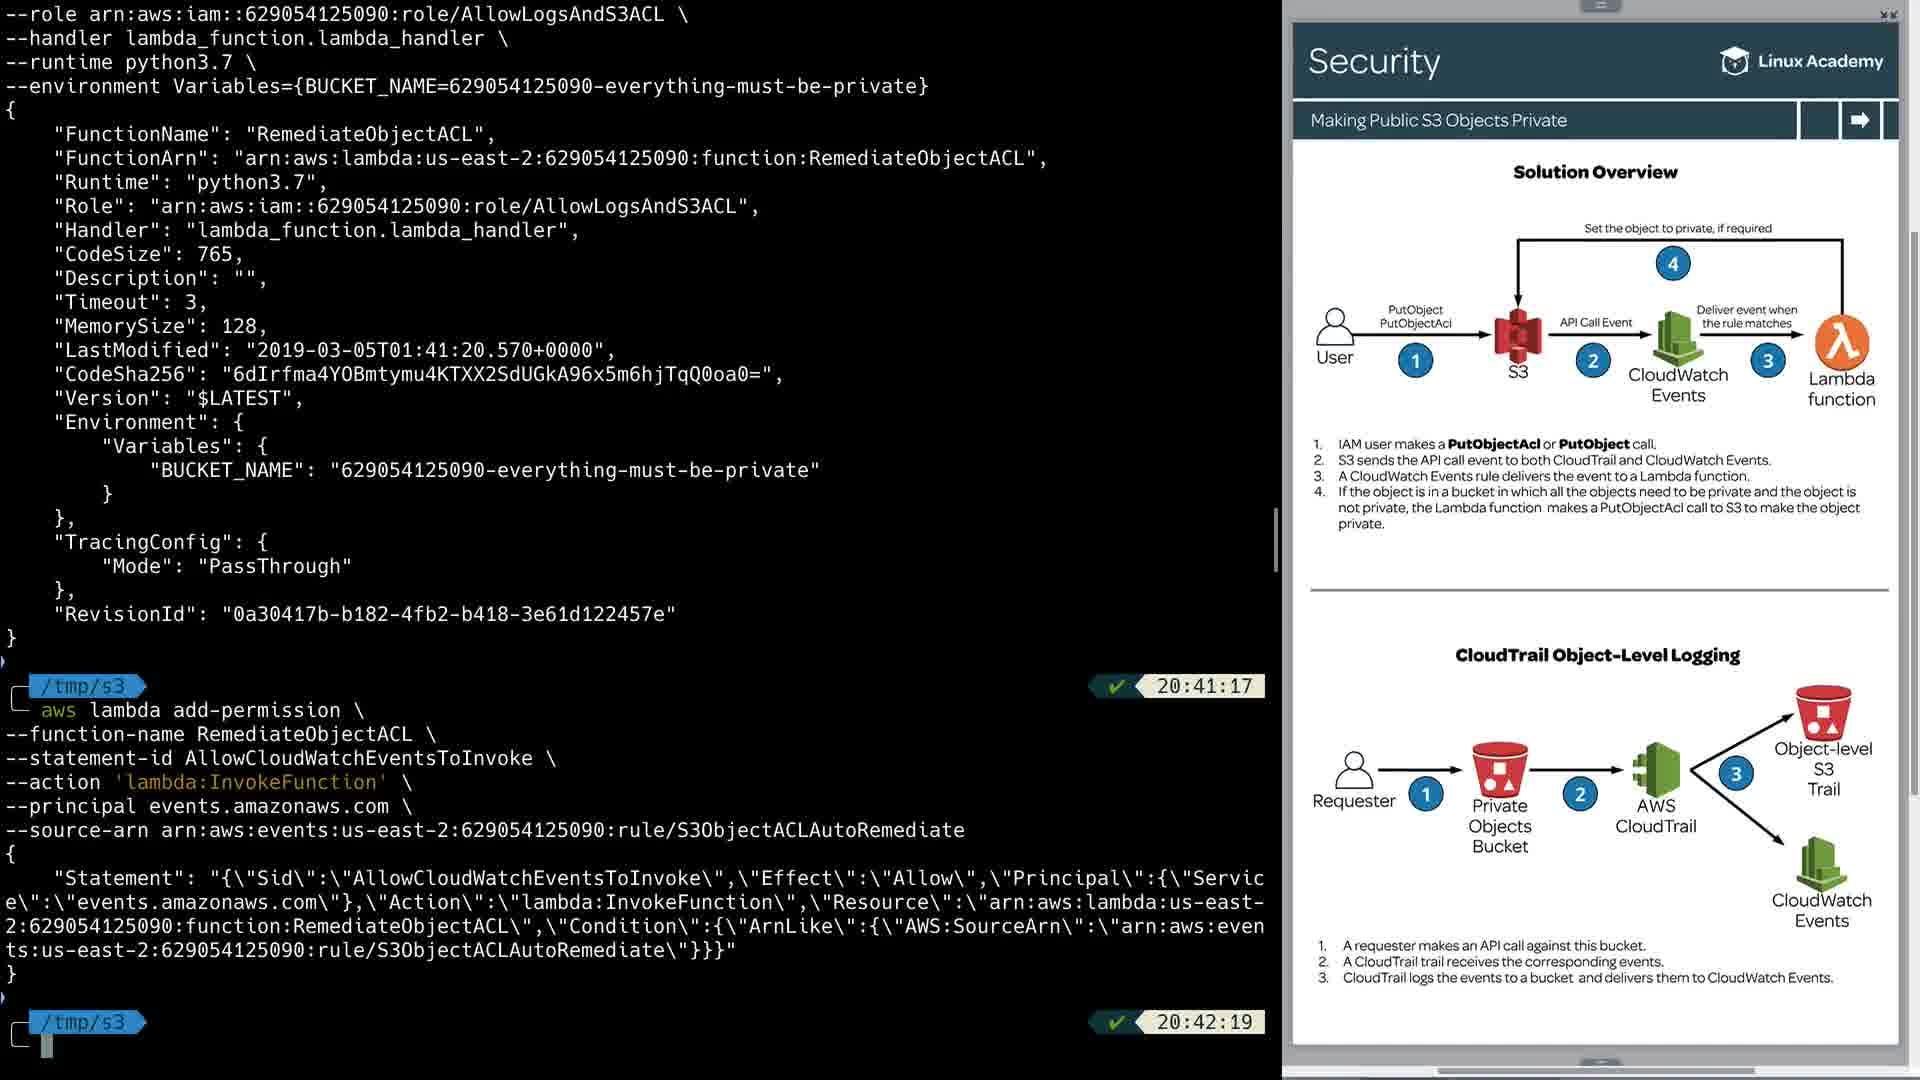 --role arn:aws:iam::629054125090:role/AllowLogsAndS3ACL \
--handler lambda_function.lambda_handler \
--runtime python3.7 \
--environment Variables={BUCKET_NAME=629054125090-everything-must-be-private}
{
    "FunctionName": "RemediateObjectACL",
    "FunctionArn": "arn:aws:lambda:us-east-2:629054125090:function:RemediateObjectACL",
    "Runtime": "python3.7",
    "Role": "arn:aws:iam::629054125090:role/AllowLogsAndS3ACL",
    "Handler": "lambda_function.lambda_handler",
    "CodeSize": 765,
    "Description": "",
    "Timeout": 3,
    "MemorySize": 128,
    "LastModified": "2019-03-05T01:41:20.570+0000",
    "CodeSha256": "6dIrfma4YOBmtymu4KTXX2SdUGkA96x5m6hjTqQ0oa0=",
    "Version": "$LATEST",
    "Environment": {
        "Variables": {
            "BUCKET_NAME": "629054125090-everything-must-be-private"
        }
    },
    "TracingConfig": {
        "Mode": "PassThrough"
    },
    "RevisionId": "0a30417b-b182-4fb2-b418-3e61d122457e"
}
/tmp/s3 ✔ 20:41:17
aws lambda add-permission \
--function-name RemediateObjectACL \
--statement-id AllowCloudWatchEventsToInvoke \
--action 'lambda:InvokeFunction' \
--principal events.amazonaws.com \
--source-arn arn:aws:events:us-east-2:629054125090:rule/S3ObjectACLAutoRemediate
{
    "Statement": "{\"Sid\":\"AllowCloudWatchEventsToInvoke\",\"Effect\":\"Allow\",\"Principal\":{\"Servic
e\":\"events.amazonaws.com\"},\"Action\":\"lambda:InvokeFunction\",\"Resource\":\"arn:aws:lambda:us-east-
2:629054125090:function:RemediateObjectACL\",\"Condition\":{\"ArnLike\":{\"AWS:SourceArn\":\"arn:aws:even
ts:us-east-2:629054125090:rule/S3ObjectACLAutoRemediate\"}}}"
}
/tmp/s3 ✔ 20:42:19
Security
Linux Academy
Making Public S3 Objects Private
Solution Overview
Set the object to private, if required
4
PutObject
PutObjectAcl
API Call Event
Deliver event when
the rule matches
1
2
3
User
S3
CloudWatch
Events
Lambda
function
1. IAM user makes a PutObjectAcl or PutObject call.
2. S3 sends the API call event to both CloudTrail and CloudWatch Events.
3. A CloudWatch Events rule delivers the event to a Lambda function.
4. If the object is in a bucket in which all the objects need to be private and the object is
not private, the Lambda function makes a PutObjectAcl call to S3 to make the object
private.
CloudTrail Object-Level Logging
Requester
1
Private
Objects
Bucket
2
AWS
CloudTrail
3
Object-level
S3
Trail
CloudWatch
Events
1. A requester makes an API call against this bucket.
2. A CloudTrail trail receives the corresponding events.
3. CloudTrail logs the events to a bucket and delivers them to CloudWatch Events.